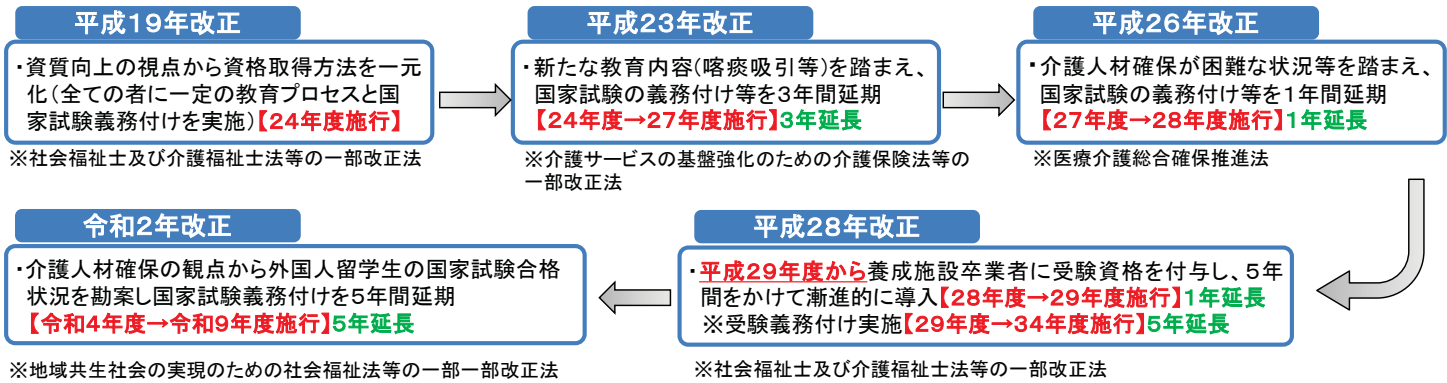 平成19年改正
・資質向上の視点から資格取得方法を一元
化(全ての者に一定の教育プロセスと国
家試験義務付けを実施)【24年度施行】
※社会福祉士及び介護福祉士法等の一部改正法
平成23年改正
・新たな教育内容(喀痰吸引等)を踏まえ、
国家試験の義務付け等を3年間延期
【24年度→27年度施行】3年延長
※介護サービスの基盤強化のための介護保険法等の
一部改正法
平成26年改正
・介護人材確保が困難な状況等を踏まえ、
国家試験の義務付け等を1年間延期
【27年度→28年度施行】1年延長
※医療介護総合確保推進法
平成28年改正
・平成29年度から養成施設卒業者に受験資格を付与し、5年
間をかけて漸進的に導入【28年度→29年度施行】1年延長
※受験義務付け実施【29年度→34年度施行】5年延長
※社会福祉士及び介護福祉士法等の一部改正法
令和2年改正
・介護人材確保の観点から外国人留学生の国家試験合格
状況を勘案し国家試験義務付けを5年間延期
【令和4年度→令和9年度施行】5年延長
※地域共生社会の実現のための社会福祉法等の一部一部改正法